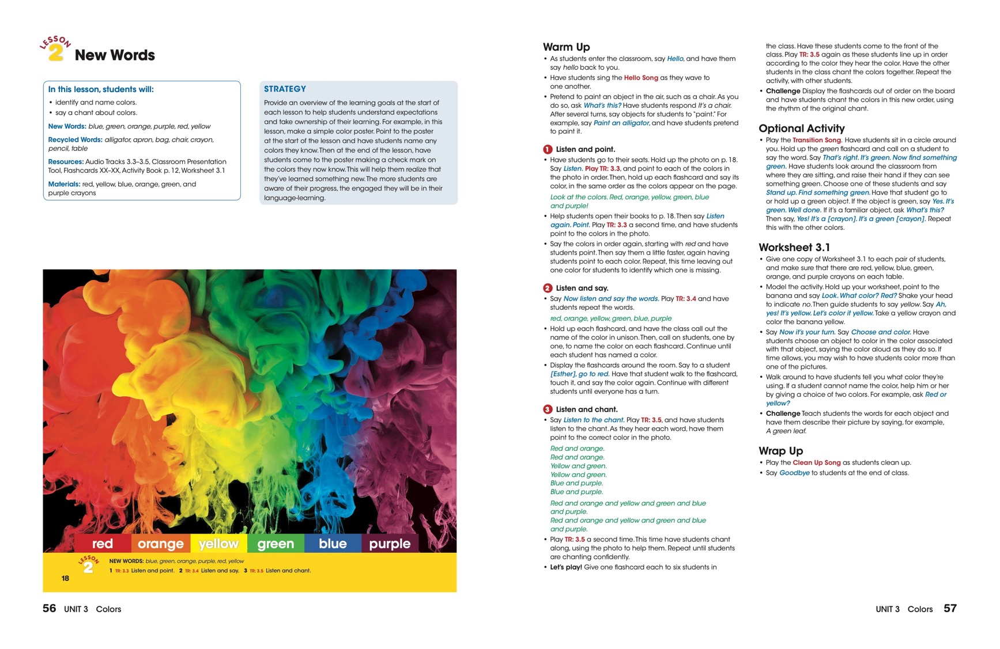 LESSON
2 New Words
In this lesson, students will:
• identify and name colors.
• say a chant about colors.
New Words: blue, green, orange, purple, red, yellow
Recycled Words: alligator, apron, bag, chair, crayon,
pencil, table
Resources: Audio Tracks 3.3–3.5, Classroom Presentation
Tool, Flashcards XX–XX, Activity Book p. 12, Worksheet 3.1
Materials: red, yellow, blue, orange, green, and
purple crayons
STRATEGY
Provide an overview of the learning goals at the start of
each lesson to help students understand expectations
and take ownership of their learning. For example, in this
lesson, make a simple color poster. Point to the poster
at the start of the lesson and have students name any
colors they know. Then at the end of the lesson, have
students come to the poster making a check mark on
the colors they now know. This will help them realize that
they've learned something new. The more students are
aware of their progress, the engaged they will be in their
language-learning.
red orange yellow green blue purple
LESSON
2
NEW WORDS: blue, green, orange, purple, red, yellow
1 TR: 3.3 Listen and point. 2 TR: 3.4 Listen and say. 3 TR: 3.5 Listen and chant.
18
56 UNIT 3 Colors
Warm Up
• As students enter the classroom, say Hello, and have them
say hello back to you.
• Have students sing the Hello Song as they wave to
one another.
• Pretend to paint an object in the air, such as a chair. As you
do so, ask What's this? Have students respond It's a chair.
After several turns, say objects for students to "paint." For
example, say Paint an alligator, and have students pretend
to paint it.
1 Listen and point.
• Have students go to their seats. Hold up the photo on p. 18.
Say Listen. Play TR: 3.3, and point to each of the colors in
the photo in order. Then, hold up each flashcard and say its
color, in the same order as the colors appear on the page.
Look at the colors. Red, orange, yellow, green, blue
and purple!
• Help students open their books to p. 18. Then say Listen
again. Point. Play TR: 3.3 a second time, and have students
point to the colors in the photo.
• Say the colors in order again, starting with red and have
students point. Then say them a little faster, again having
students point to each color. Repeat, this time leaving out
one color for students to identify which one is missing.
2 Listen and say.
• Say Now listen and say the words. Play TR: 3.4 and have
students repeat the words.
red, orange, yellow, green, blue, purple
• Hold up each flashcard, and have the class call out the
name of the color in unison. Then, call on students, one by
one, to name the color on each flashcard. Continue until
each student has named a color.
• Display the flashcards around the room. Say to a student
[Esther], go to red. Have that student walk to the flashcard,
touch it, and say the color again. Continue with different
students until everyone has a turn.
3 Listen and chant.
• Say Listen to the chant. Play TR: 3.5, and have students
listen to the chant. As they hear each word, have them
point to the correct color in the photo.
Red and orange.
Red and orange.
Yellow and green.
Yellow and green.
Blue and purple.
Blue and purple.
Red and orange and yellow and green and blue
and purple.
Red and orange and yellow and green and blue
and purple.
• Play TR: 3.5 a second time. This time have students chant
along, using the photo to help them. Repeat until students
are chanting confidently.
• Let's play! Give one flashcard each to six students in
the class. Have these students come to the front of the
class. Play TR: 3.5 again as these students line up in order
according to the color they hear the color. Have the other
students in the class chant the colors together. Repeat the
activity, with other students.
• Challenge Display the flashcards out of order on the board
and have students chant the colors in this new order, using
the rhythm of the original chant.
Optional Activity
• Play the Transition Song. Have students sit in a circle around
you. Hold up the green flashcard and call on a student to
say the word. Say That's right. It's green. Now find something
green. Have students look around the classroom from
where they are sitting, and raise their hand if they can see
something green. Choose one of these students and say
Stand up. Find something green. Have that student go to
or hold up a green object. If the object is green, say Yes. It's
green. Well done. If it's a familiar object, ask What's this?
Then say, Yes! It's a [crayon]. It's a green [crayon]. Repeat
this with the other colors.
Worksheet 3.1
• Give one copy of Worksheet 3.1 to each pair of students,
and make sure that there are red, yellow, blue, green,
orange, and purple crayons on each table.
• Model the activity. Hold up your worksheet, point to the
banana and say Look. What color? Red? Shake your head
to indicate no. Then guide students to say yellow. Say Ah,
yes! It's yellow. Let's color it yellow. Take a yellow crayon and
color the banana yellow.
• Say Now it's your turn. Say Choose and color. Have
students choose an object to color in the color associated
with that object, saying the color aloud as they do so. If
time allows, you may wish to have students color more than
one of the pictures.
• Walk around to have students tell you what color they're
using. If a student cannot name the color, help him or her
by giving a choice of two colors. For example, ask Red or
yellow?
• Challenge Teach students the words for each object and
have them describe their picture by saying, for example,
A green leaf.
Wrap Up
• Play the Clean Up Song as students clean up.
• Say Goodbye to students at the end of class.
UNIT 3 Colors 57